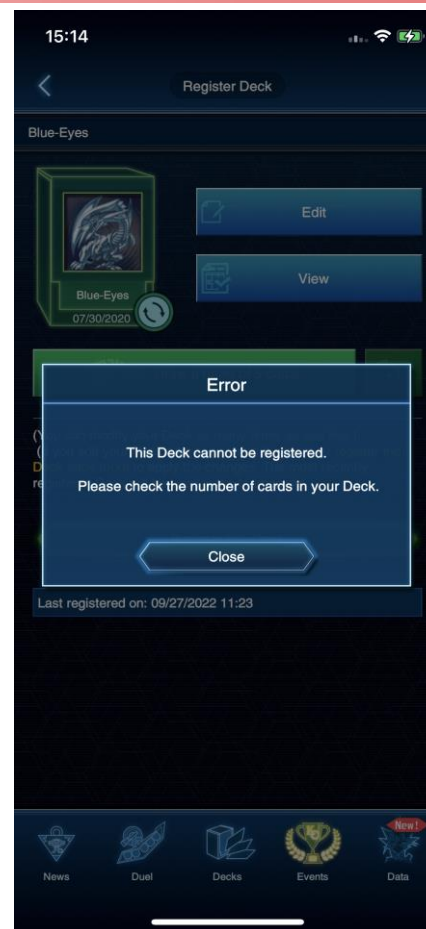 15:14
Register Deck
Blue-Eyes
Edit
View
Blue-Eyes
07/30/2020
Error
This Deck cannot be registered.
Please check the number of cards in your Deck.
Close
Last registered on: 09/27/2022 11:23
New!
News
Duel
Decks
Events
Data